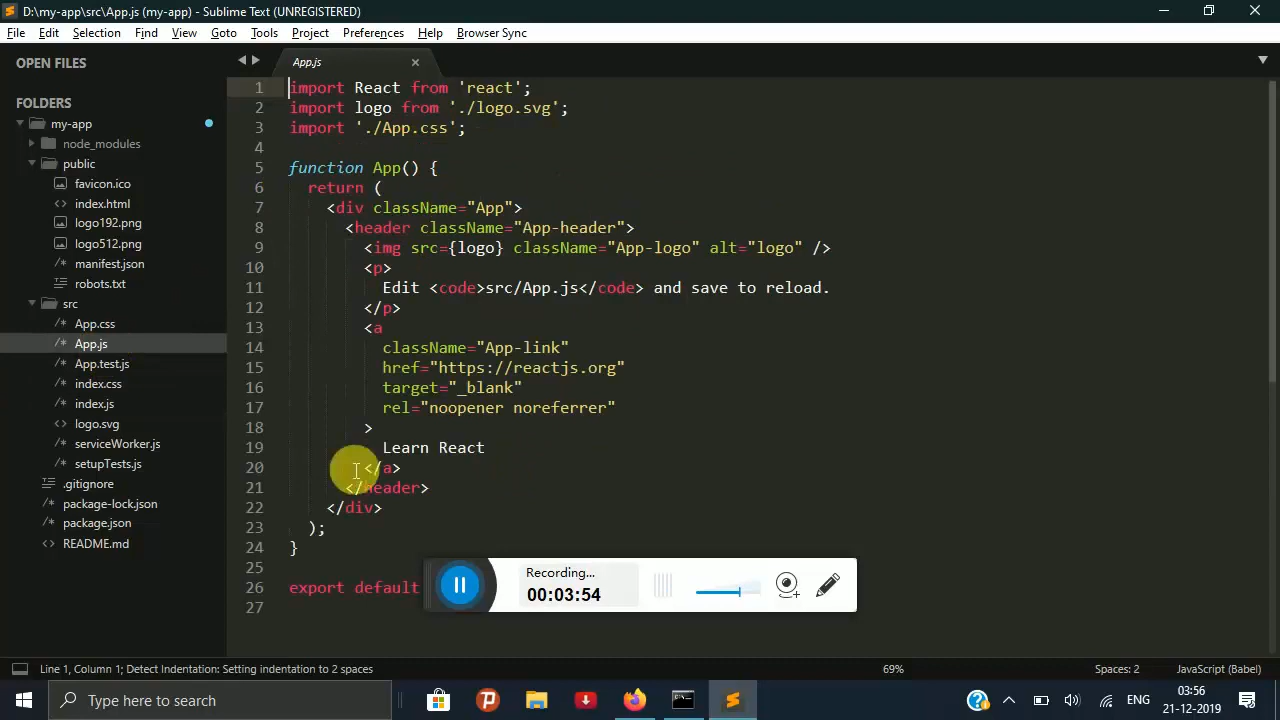 D:\my-app\src\App.js (my-app) - Sublime Text (UNREGISTERED)
File Edit Selection Find View Goto Tools Project Preferences Help Browser Sync
OPEN FILES
FOLDERS
my-app
node_modules
public
favicon.ico
index.html
logo192.png
logo512.png
manifest.json
robots.txt
src
App.css
App.js
App.test.js
index.css
index.js
logo.svg
serviceWorker.js
setupTests.js
.gitignore
package-lock.json
package.json
README.md
App.js
1 import React from 'react';
2 import logo from './logo.svg';
3 import './App.css';
4
5 function App() {
6 return (
7 <div className="App">
8 <header className="App-header">
9 <img src={logo} className="App-logo" alt="logo" />
10 <p>
11 Edit <code>src/App.js</code> and save to reload.
12 </p>
13 <a
14 className="App-link"
15 href="https://reactjs.org"
16 target="_blank"
17 rel="noopener noreferrer"
18 >
19 Learn React
20 </a>
21 </header>
22 </div>
23 );
24 }
25
26 export default
27
Recording...
00:03:54
Line 1, Column 1; Detect Indentation: Setting indentation to 2 spaces
69%
Spaces: 2
JavaScript (Babel)
Type here to search
ENG
03:56
21-12-2019